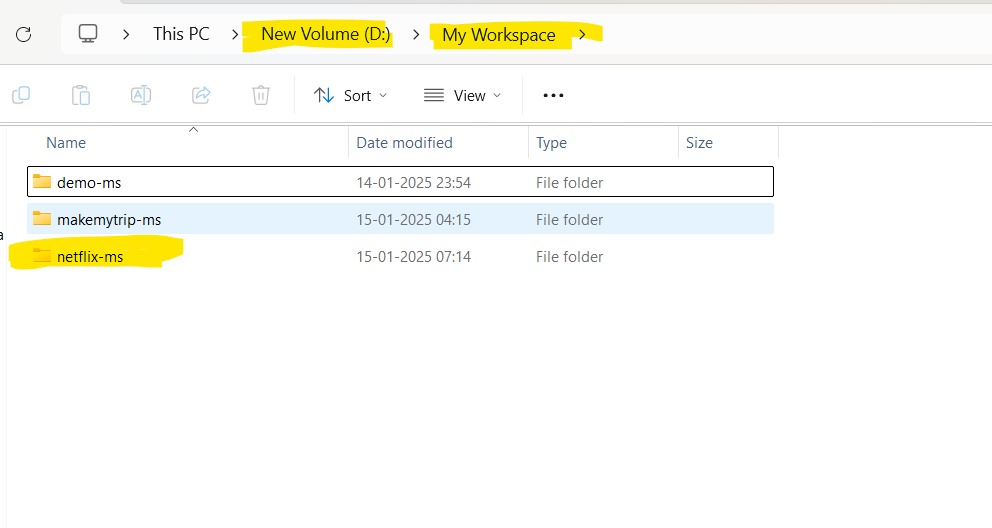 This PC > New Volume (D:) > My Workspace >
Sort View
Name Date modified Type Size
demo-ms 14-01-2025 23:54 File folder
makemytrip-ms 15-01-2025 04:15 File folder
netflix-ms 15-01-2025 07:14 File folder